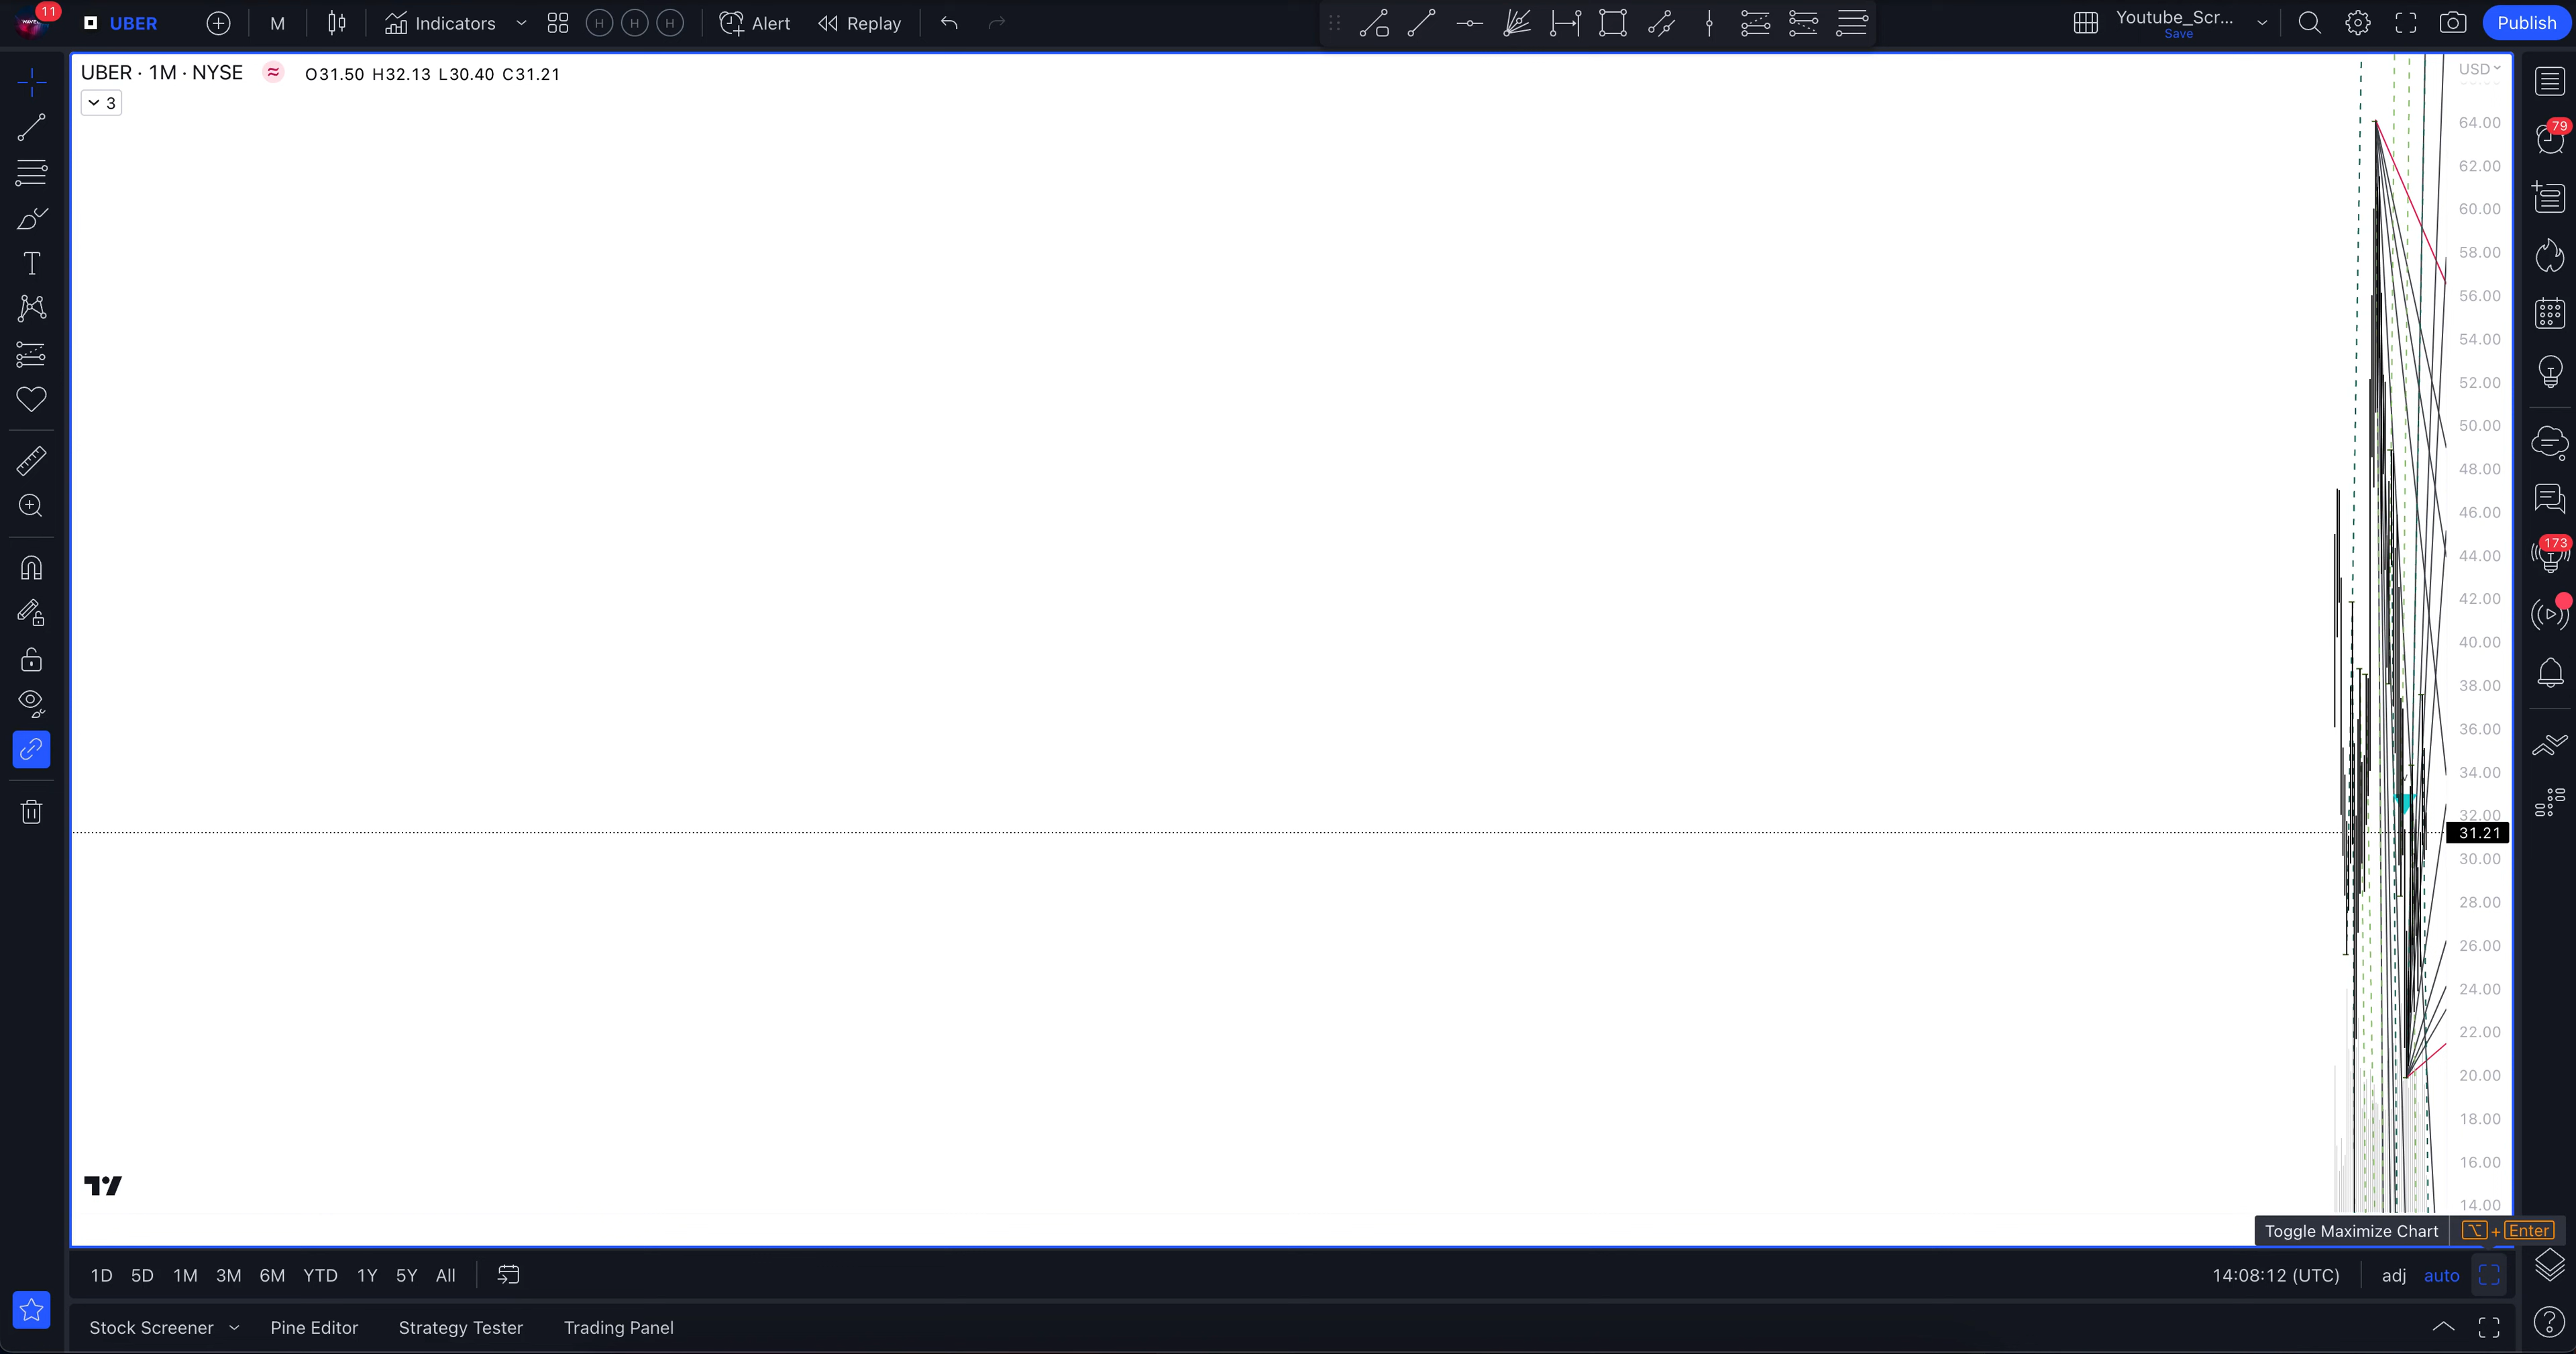 11
UBER
M
Indicators
H
H
H
Alert
Replay
Youtube_Scr...
Save
Publish
UBER · 1M · NYSE
O31.50 H32.13 L30.40 C31.21
3
USD
64.00
62.00
60.00
58.00
56.00
54.00
52.00
50.00
48.00
46.00
44.00
42.00
40.00
38.00
36.00
34.00
32.00
31.21
30.00
28.00
26.00
24.00
22.00
20.00
18.00
16.00
14.00
79
173
Toggle Maximize Chart ⌥ + Enter
1D 5D 1M 3M 6M YTD 1Y 5Y All
14:08:12 (UTC) adj auto
Stock Screener Pine Editor Strategy Tester Trading Panel